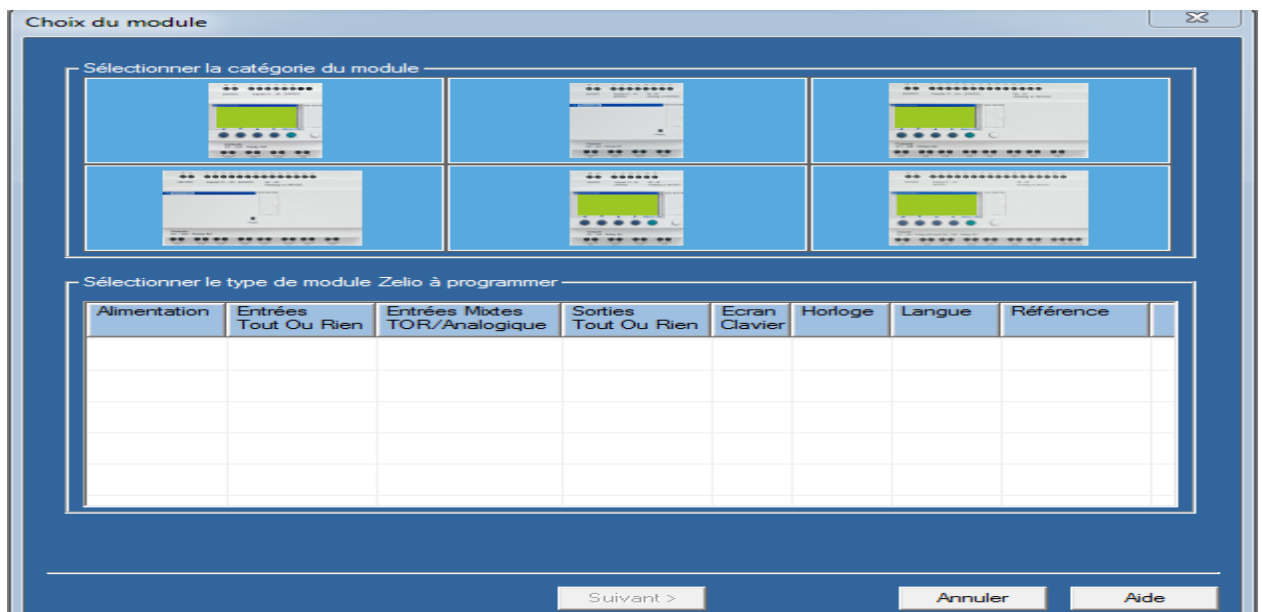 Choix du module
Sélectionner la catégorie du module
Sélectionner le type de module Zelio à programmer
Alimentation
Entrées
Tout Ou Rien
Entrées Mixtes
TOR/Analogique
Sorties
Tout Ou Rien
Ecran
Clavier
Horloge
Langue
Référence
Suivant >
Annuler
Aide